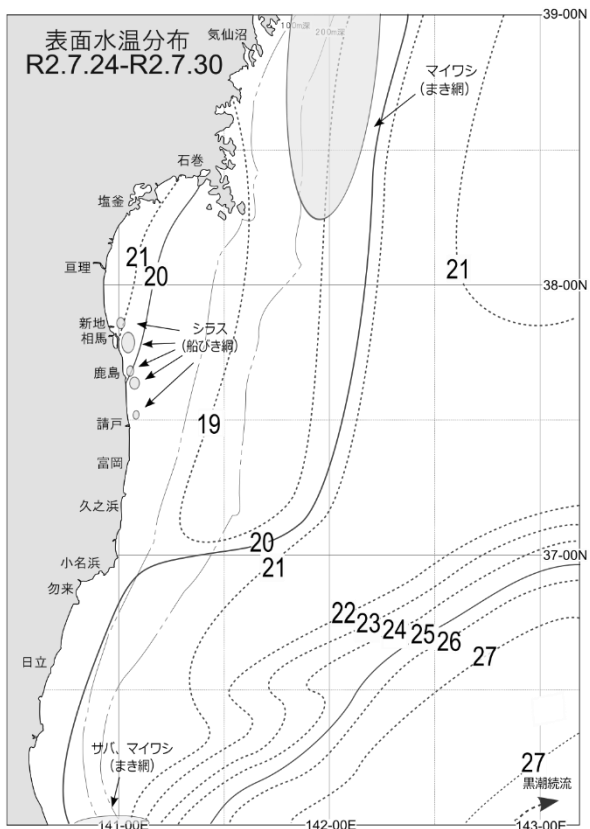 表面水温分布
R2.7.24-R2.7.30
気仙沼
100m深
200m深
39-00N
マイワシ
(まき網)
石巻
塩釜
亘理
21
20
21
38-00N
新地
相馬
シラス
(船びき網)
鹿島
請戸
19
富岡
久之浜
20
21
37-00N
小名浜
勿来
22
23
24
25
26
27
日立
サバ、マイワシ
(まき網)
27
黒潮続流
141-00E
142-00E
143-00E